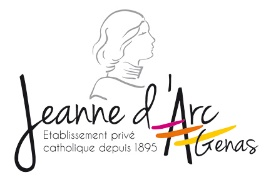 Jeanne d'Arc
Etablissement privé
catholique depuis 1895
Genas